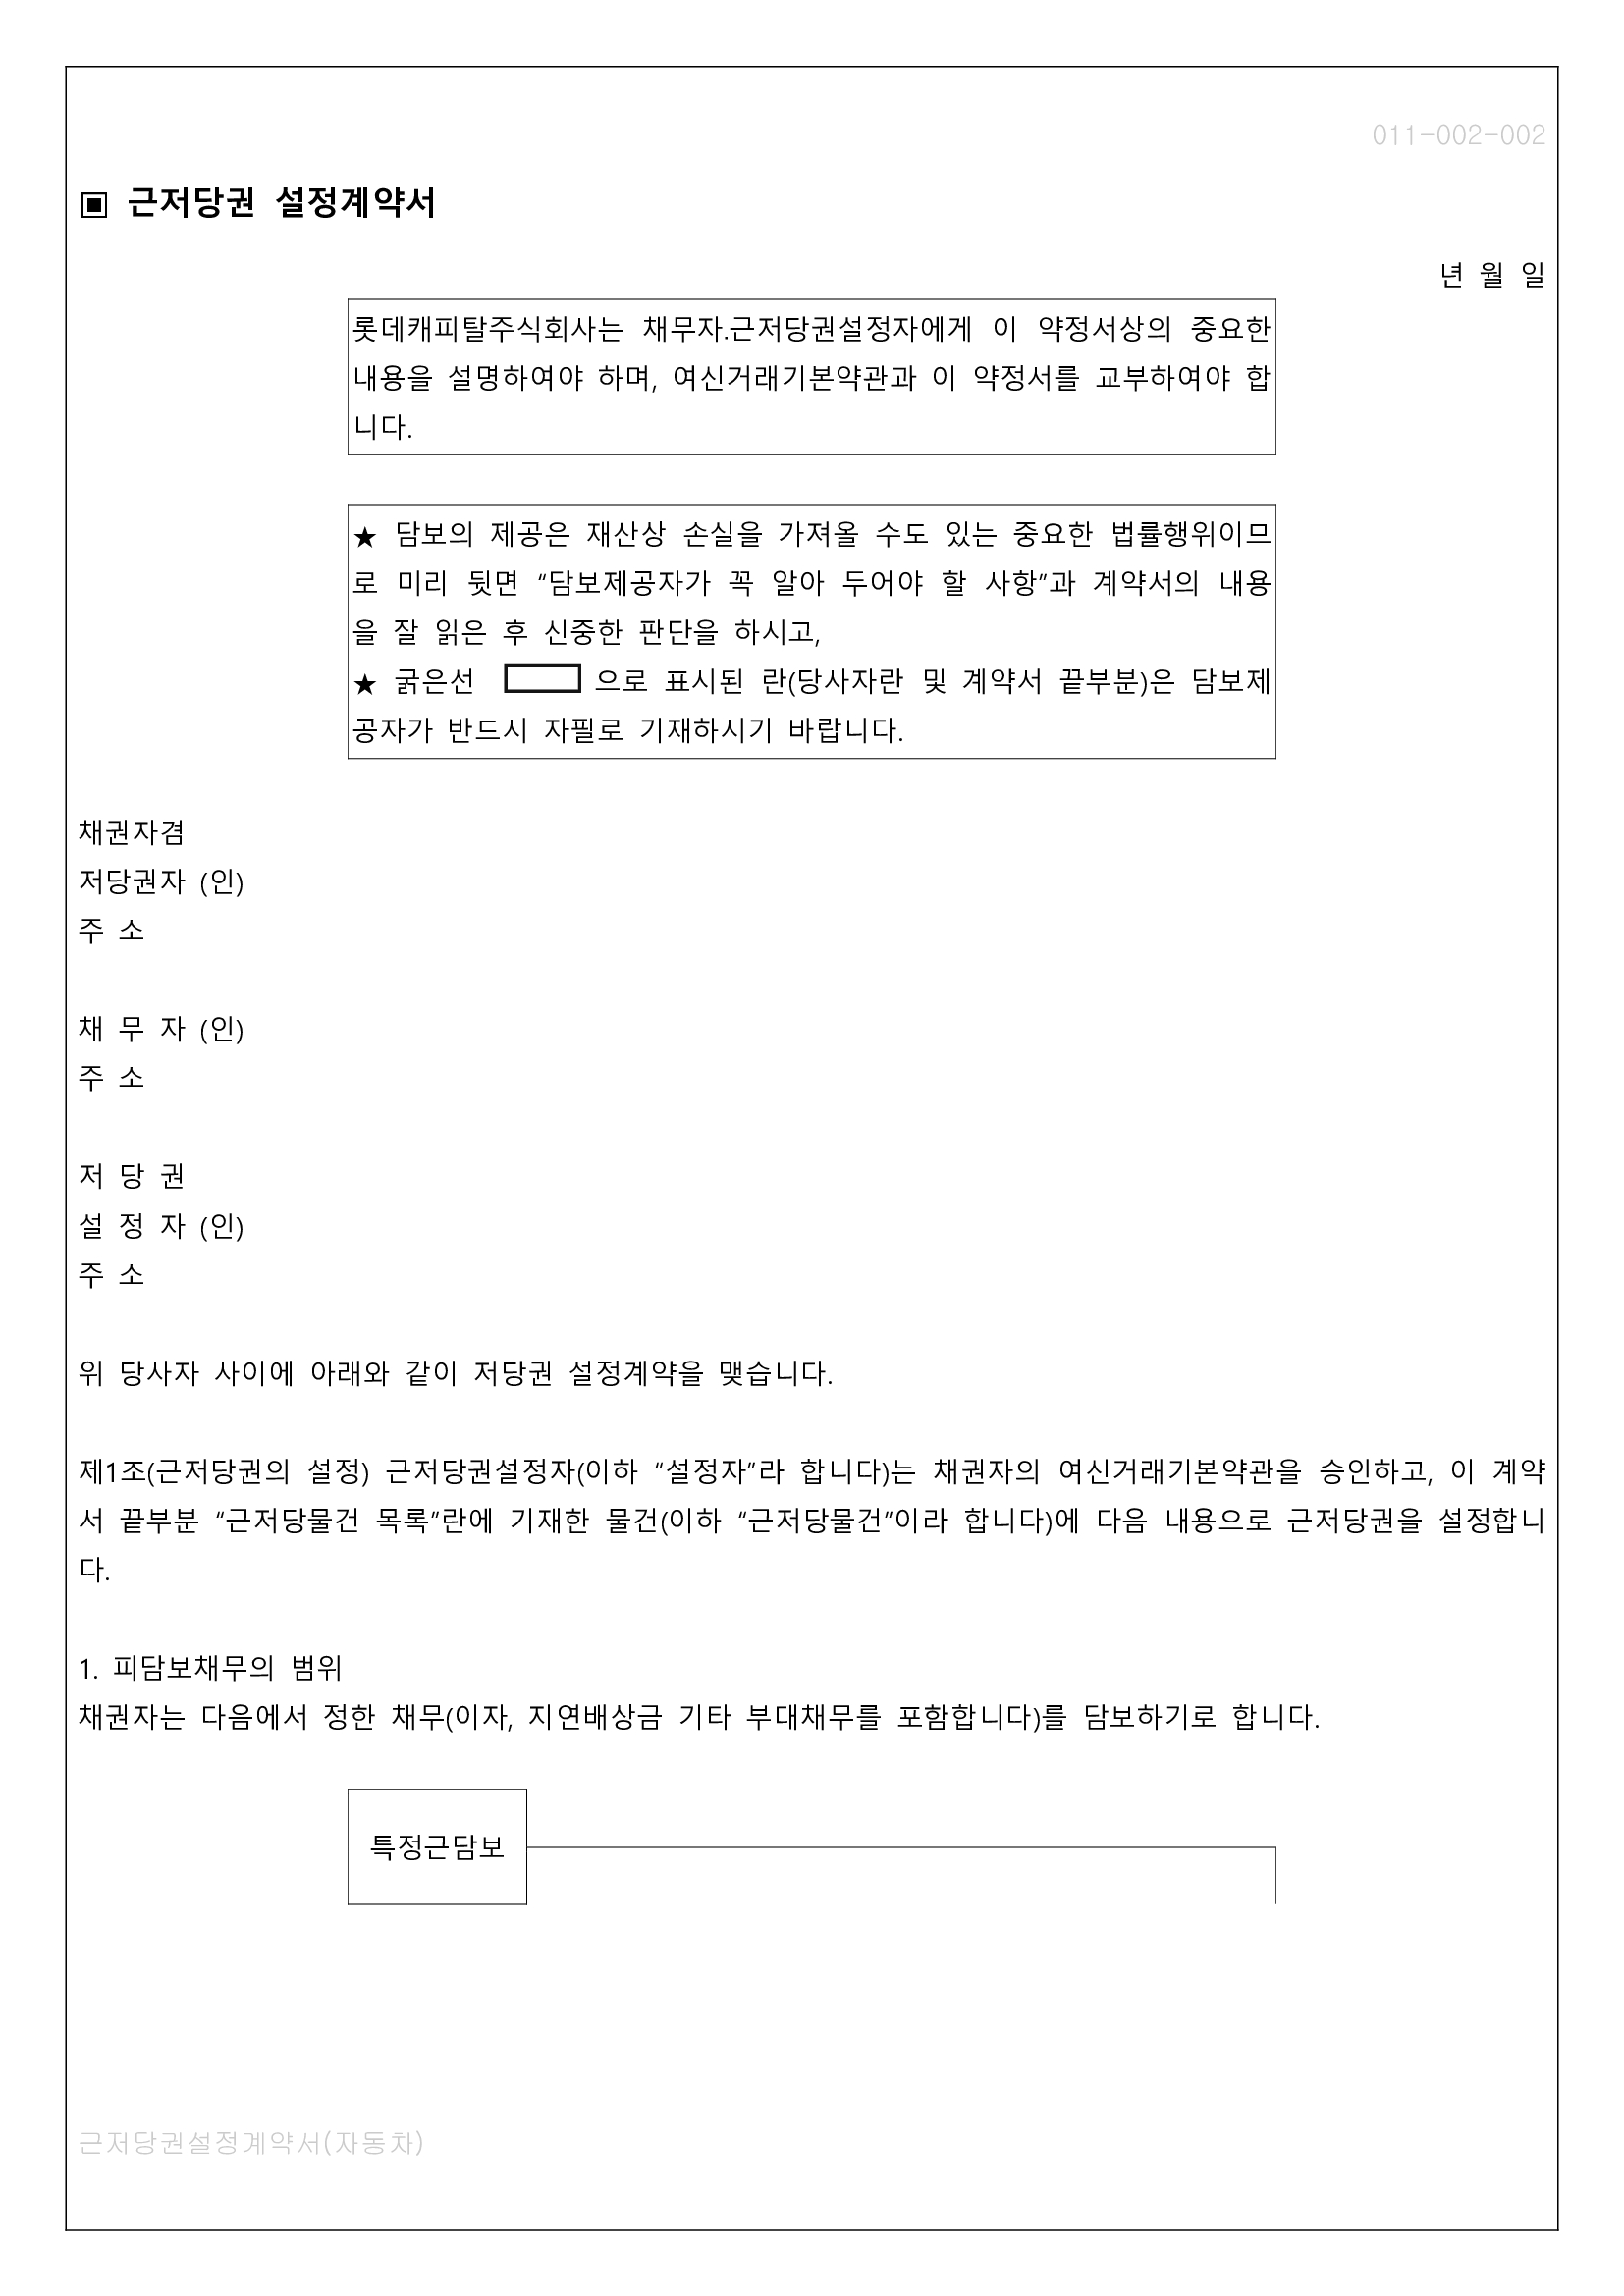 011-002-002
▣ 근저당권 설정계약서
년 월 일
롯데캐피탈주식회사는 채무자.근저당권설정자에게 이 약정서상의 중요한
내용을 설명하여야 하며, 여신거래기본약관과 이 약정서를 교부하여야 합
니다.
★ 담보의 제공은 재산상 손실을 가져올 수도 있는 중요한 법률행위이므
로 미리 뒷면 “담보제공자가 꼭 알아 두어야 할 사항”과 계약서의 내용
을 잘 읽은 후 신중한 판단을 하시고,
★ 굵은선 으로 표시된 란(당사자란 및 계약서 끝부분)은 담보제
공자가 반드시 자필로 기재하시기 바랍니다.
채권자겸
저당권자 (인)
주 소
채 무 자 (인)
주 소
저 당 권
설 정 자 (인)
주 소
위 당사자 사이에 아래와 같이 저당권 설정계약을 맺습니다.
제1조(근저당권의 설정) 근저당권설정자(이하 “설정자”라 합니다)는 채권자의 여신거래기본약관을 승인하고, 이 계약
서 끝부분 “근저당물건 목록”란에 기재한 물건(이하 “근저당물건”이라 합니다)에 다음 내용으로 근저당권을 설정합니
다.
1. 피담보채무의 범위
채권자는 다음에서 정한 채무(이자, 지연배상금 기타 부대채무를 포함합니다)를 담보하기로 합니다.
특정근담보
근저당권설정계약서(자동차)